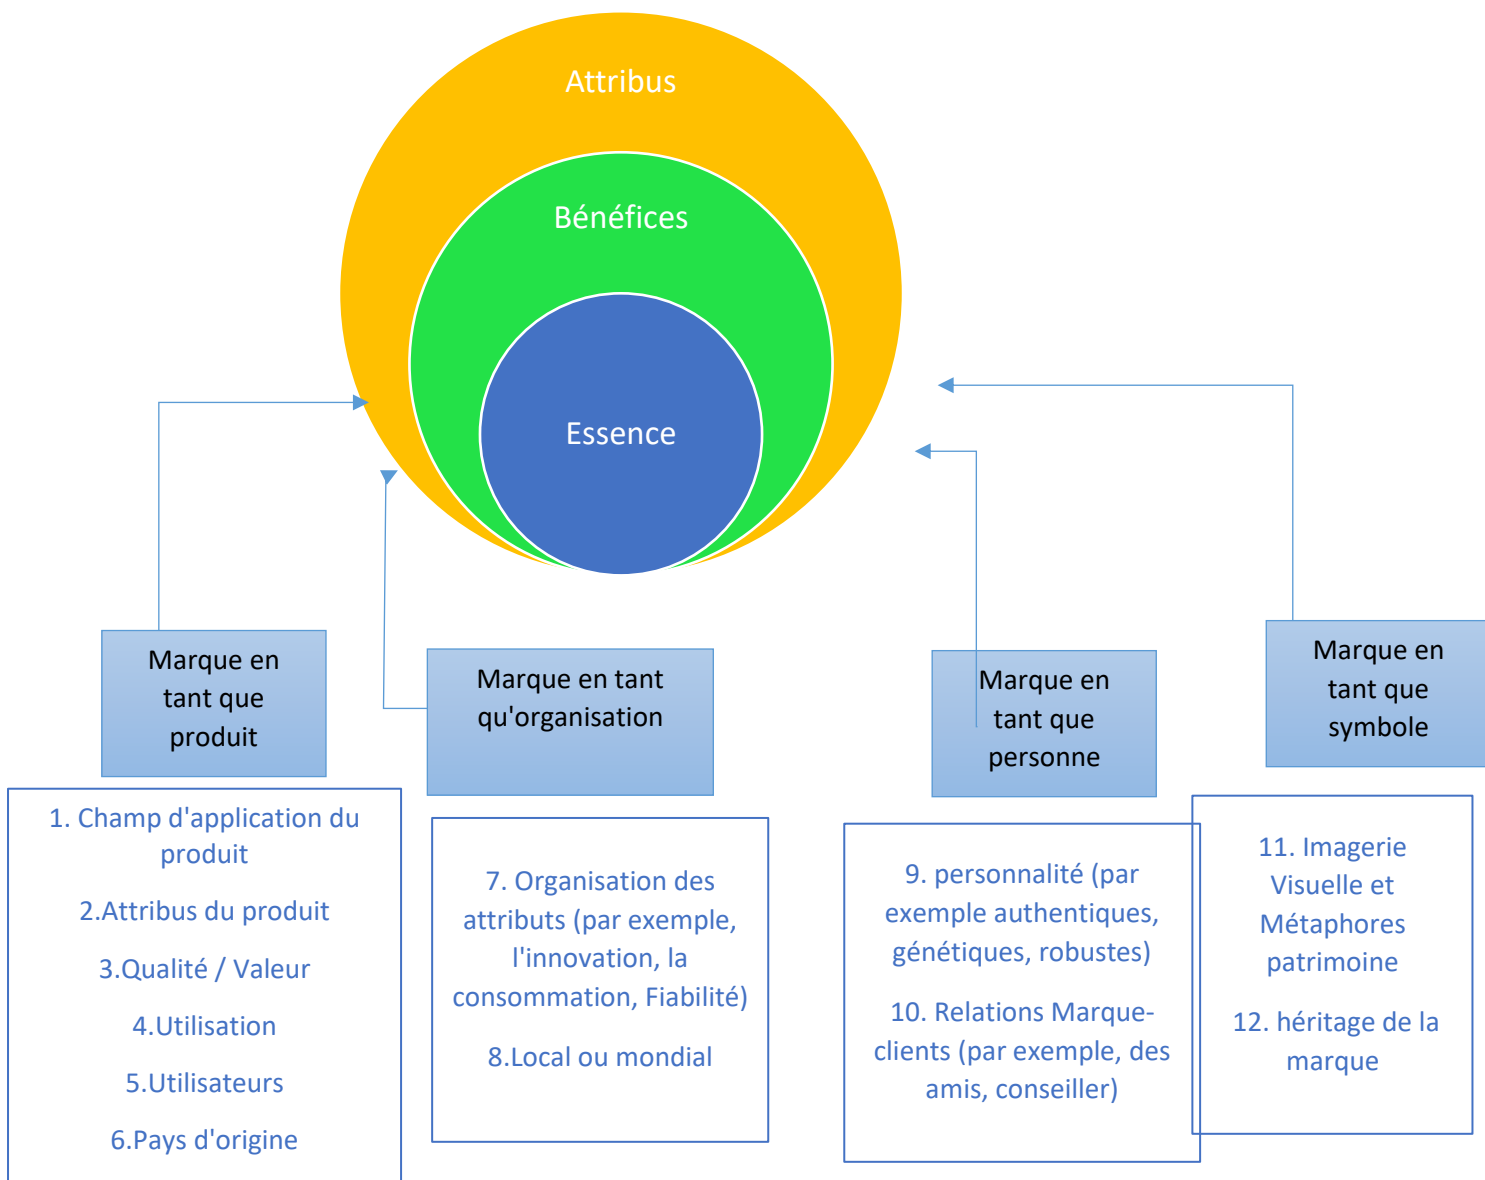 Attribus
Bénéfices
Essence
Marque en
tant que
produit
Marque en tant
qu'organisation
Marque en
tant que
personne
Marque en
tant que
symbole
1. Champ d'application du
produit
2.Attribus du produit
3.Qualité / Valeur
4.Utilisation
5.Utilisateurs
6.Pays d'origine
7. Organisation des
attributs (par exemple,
l'innovation, la
consommation, Fiabilité)
8.Local ou mondial
9. personnalité (par
exemple authentiques,
génétiques, robustes)
10. Relations Marque-
clients (par exemple, des
amis, conseiller)
11. Imagerie
Visuelle et
Métaphores
patrimoine
12. héritage de la
marque